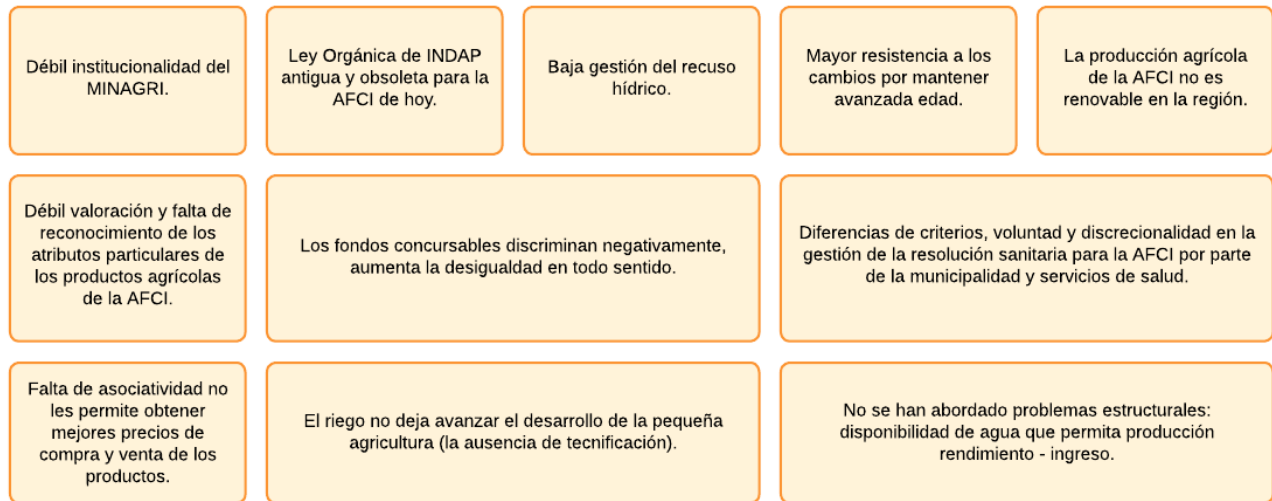 Débil institucionalidad del
MINAGRI.
Ley Orgánica de INDAP
antigua y obsoleta para la
AFCI de hoy.
Baja gestión del recuso
hídrico.
Mayor resistencia a los
cambios por mantener
avanzada edad.
La producción agrícola
de la AFCI no es
renovable en la región.
Débil valoración y falta de
reconocimiento de los
atributos particulares de
los productos agrícolas
de la AFCI.
Los fondos concursables discriminan negativamente,
aumenta la desigualdad en todo sentido.
Diferencias de criterios, voluntad y discrecionalidad en la
gestión de la resolución sanitaria para la AFCI por parte
de la municipalidad y servicios de salud.
Falta de asociatividad no
les permite obtener
mejores precios de
compra y venta de los
productos.
El riego no deja avanzar el desarrollo de la pequeña
agricultura (la ausencia de tecnificación).
No se han abordado problemas estructurales:
disponibilidad de agua que permita producción
rendimiento - ingreso.